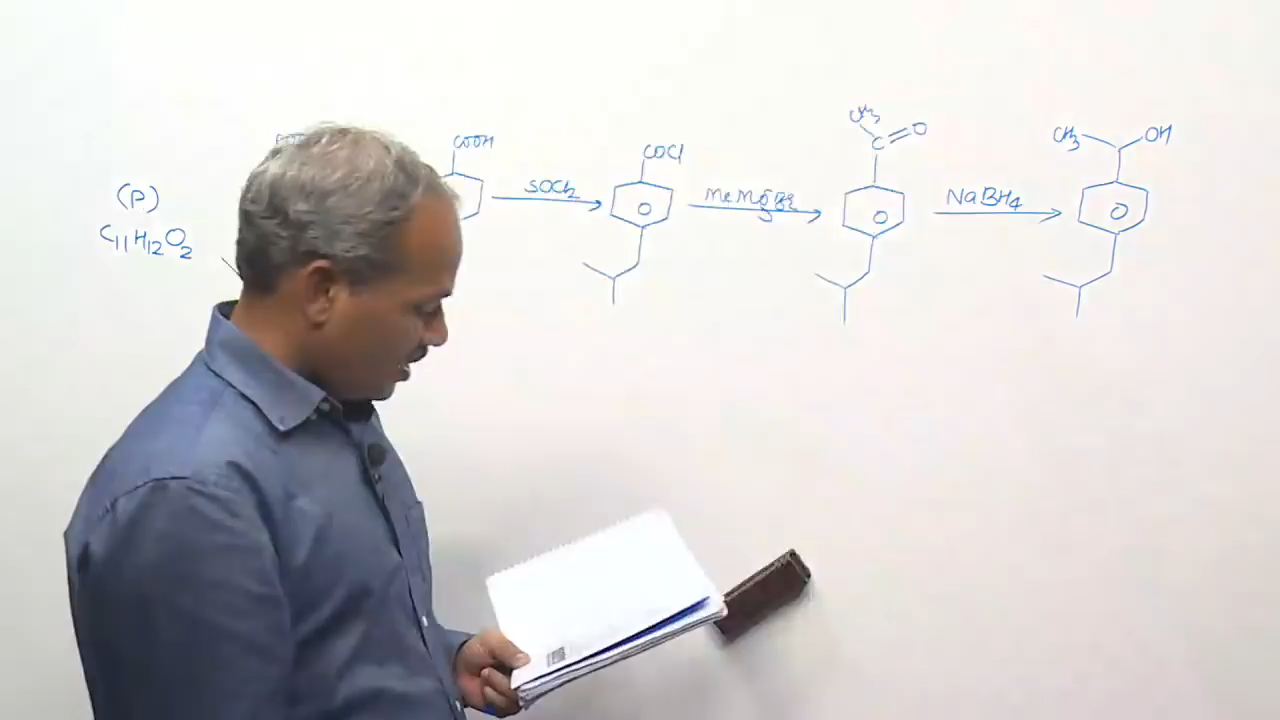 (P)
C11H12O2
COOH
SOCl2
COCl
MeMgBr
CH3
C
O
O
NaBH4
CH3
OH
O
O